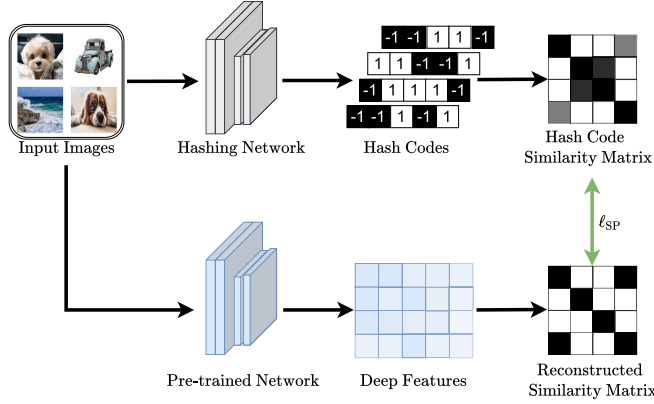 -1 -1 1 1 -1
1 1 -1 -1 1
-1 1 1 1 -1
-1 -1 1 -1 1
Input Images
Hashing Network
Hash Codes
Hash Code
Similarity Matrix
ℓSP
Pre-trained Network
Deep Features
Reconstructed
Similarity Matrix